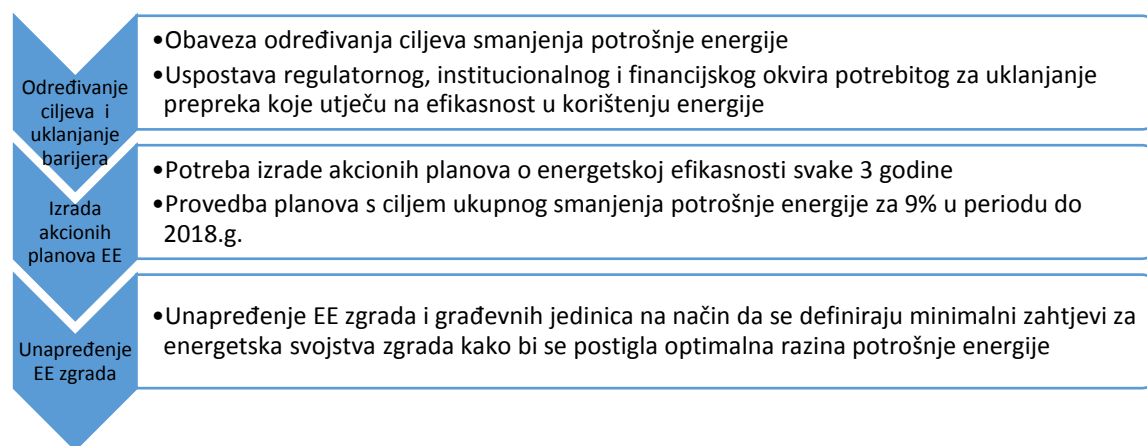 Određivanje
ciljeva i
uklanjanje
barijera
•Obaveza određivanja ciljeva smanjenja potrošnje energije
•Uspostava regulatornog, institucionalnog i financijskog okvira potrebitog za uklanjanje
prepreka koje utječu na efikasnost u korištenju energije
Izrada
akcionih
planova EE
•Potreba izrade akcionih planova o energetskoj efikasnosti svake 3 godine
•Provedba planova s ciljem ukupnog smanjenja potrošnje energije za 9% u periodu do
2018.g.
Unapređenje
EE zgrada
•Unapređenje EE zgrada i građevnih jedinica na način da se definiraju minimalni zahtjevi za
energetska svojstva zgrada kako bi se postigla optimalna razina potrošnje energije